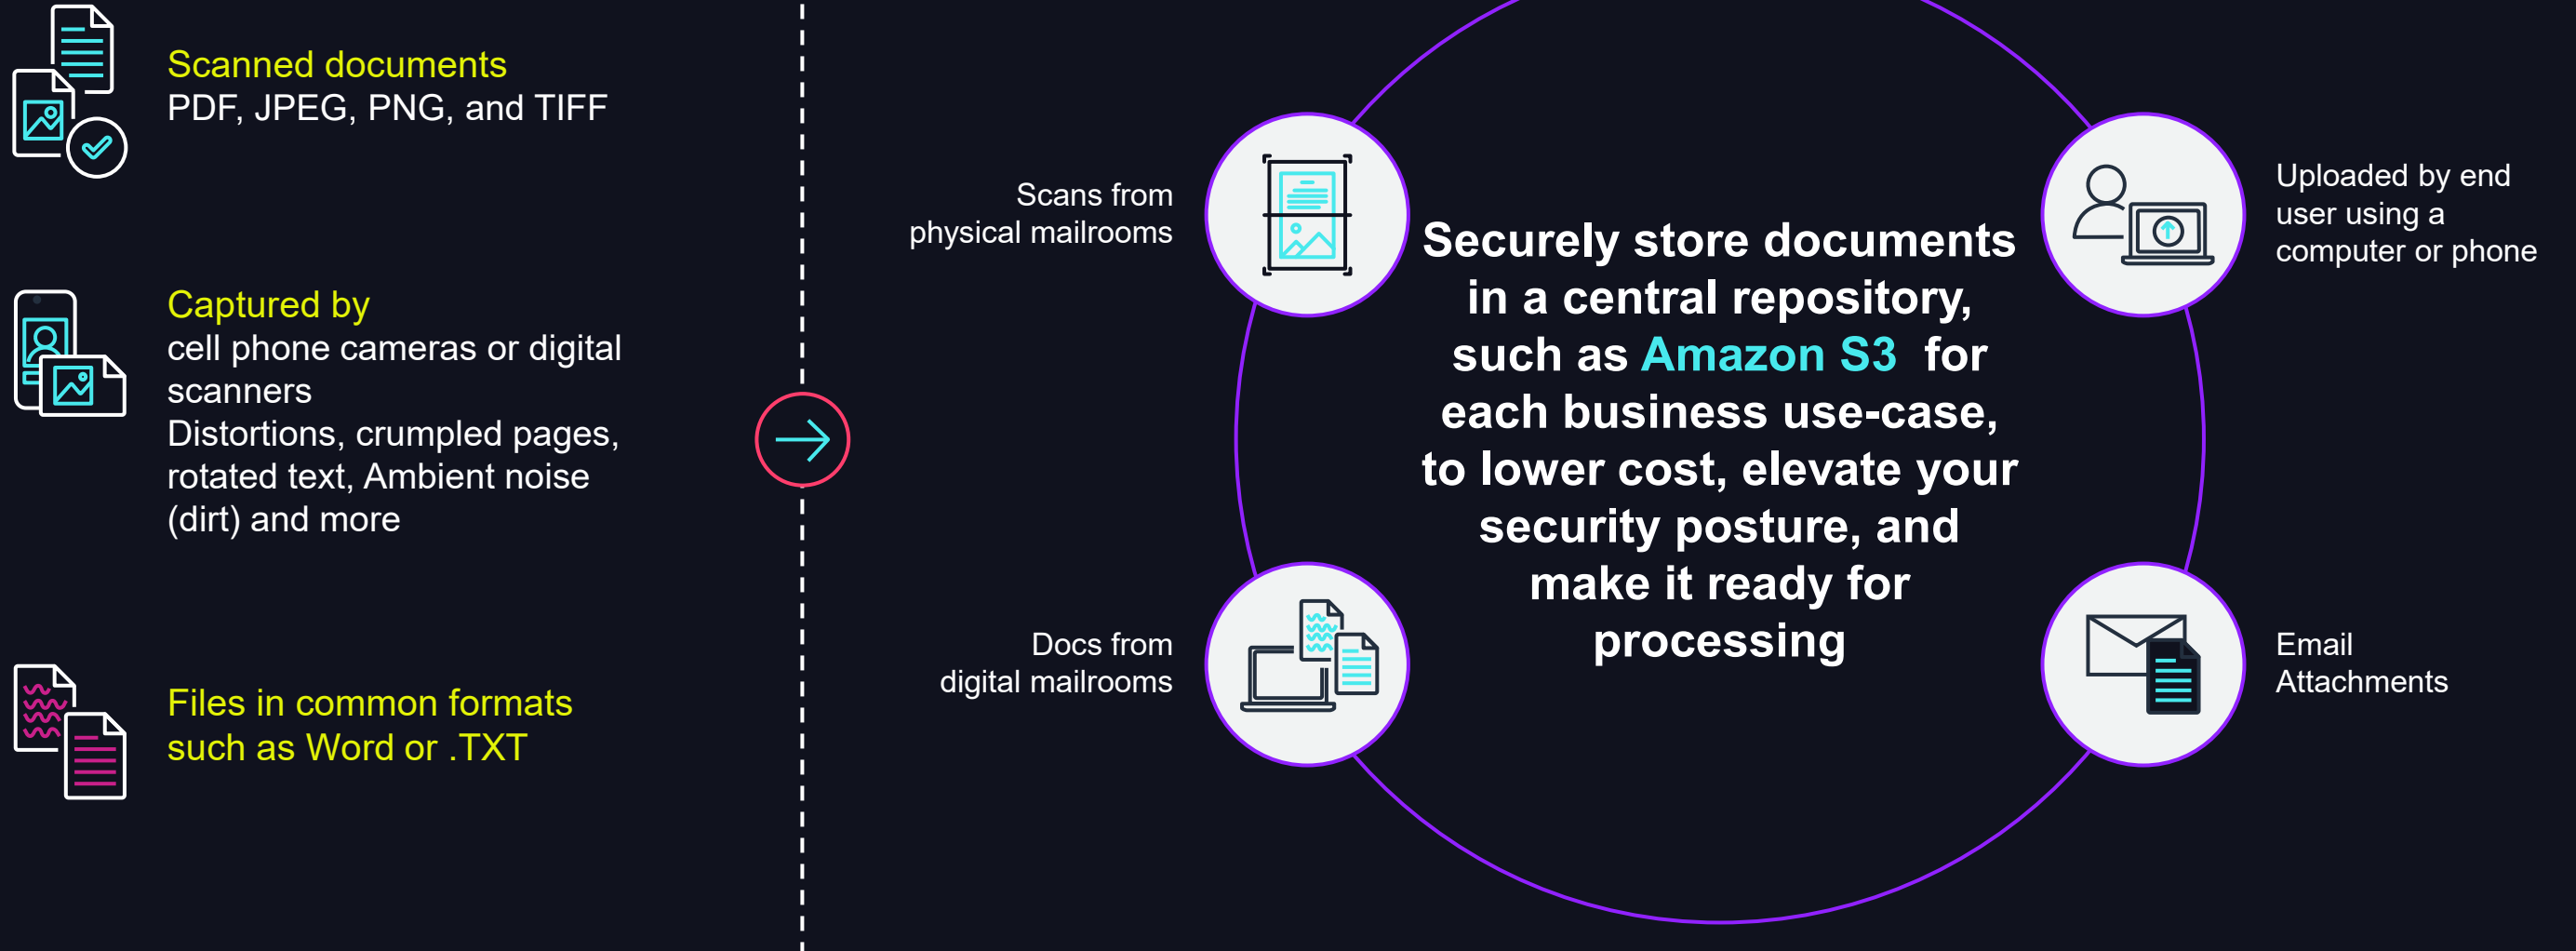 Scanned documents
PDF, JPEG, PNG, and TIFF
Captured by
cell phone cameras or digital
scanners
Distortions, crumpled pages,
rotated text, Ambient noise
(dirt) and more
Files in common formats
such as Word or .TXT
Scans from
physical mailrooms
Docs from
digital mailrooms
Securely store documents
in a central repository,
such as Amazon S3 for
each business use-case,
to lower cost, elevate your
security posture, and
make it ready for
processing
Uploaded by end
user using a
computer or phone
Email
Attachments